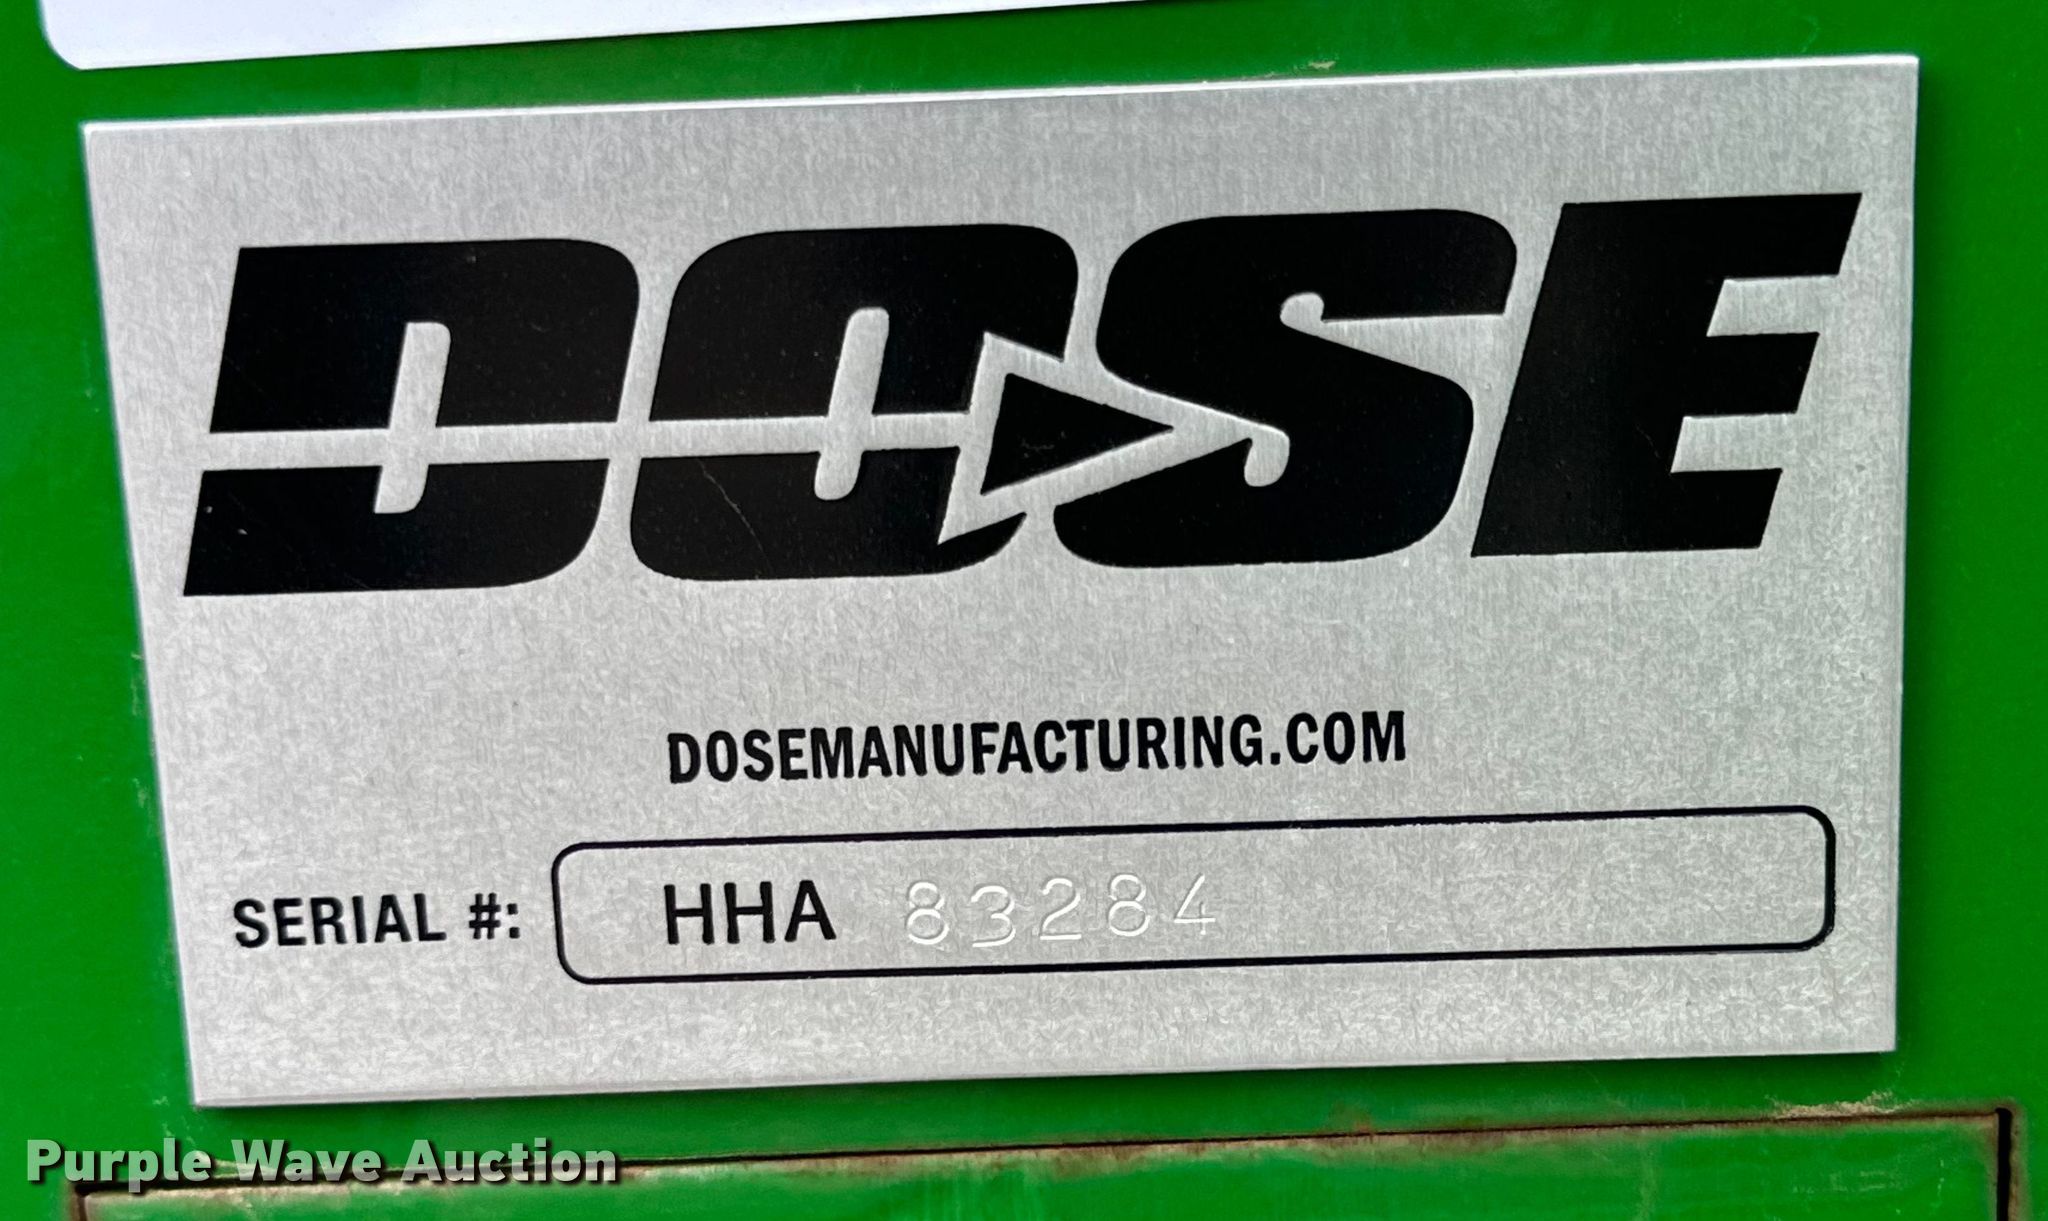 DOSE
DOSEMANUFACTURING.COM
SERIAL #: HHA 83284
Purple Wave Auction